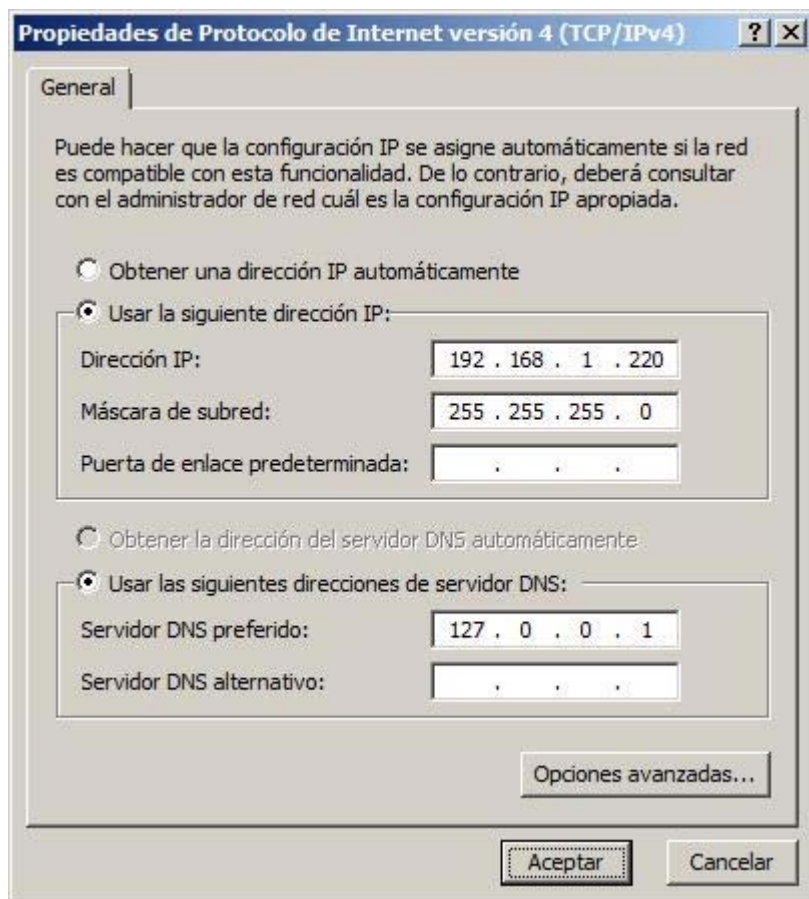 Propiedades de Protocolo de Internet versión 4 (TCP/IPv4)
General
Puede hacer que la configuración IP se asigne automáticamente si la red
es compatible con esta funcionalidad. De lo contrario, deberá consultar
con el administrador de red cuál es la configuración IP apropiada.
Obtener una dirección IP automáticamente
Usar la siguiente dirección IP:
Dirección IP: 192 . 168 . 1 . 220
Máscara de subred: 255 . 255 . 255 . 0
Puerta de enlace predeterminada: . . .
Obtener la dirección del servidor DNS automáticamente
Usar las siguientes direcciones de servidor DNS:
Servidor DNS preferido: 127 . 0 . 0 . 1
Servidor DNS alternativo: . . .
Opciones avanzadas...
Aceptar Cancelar